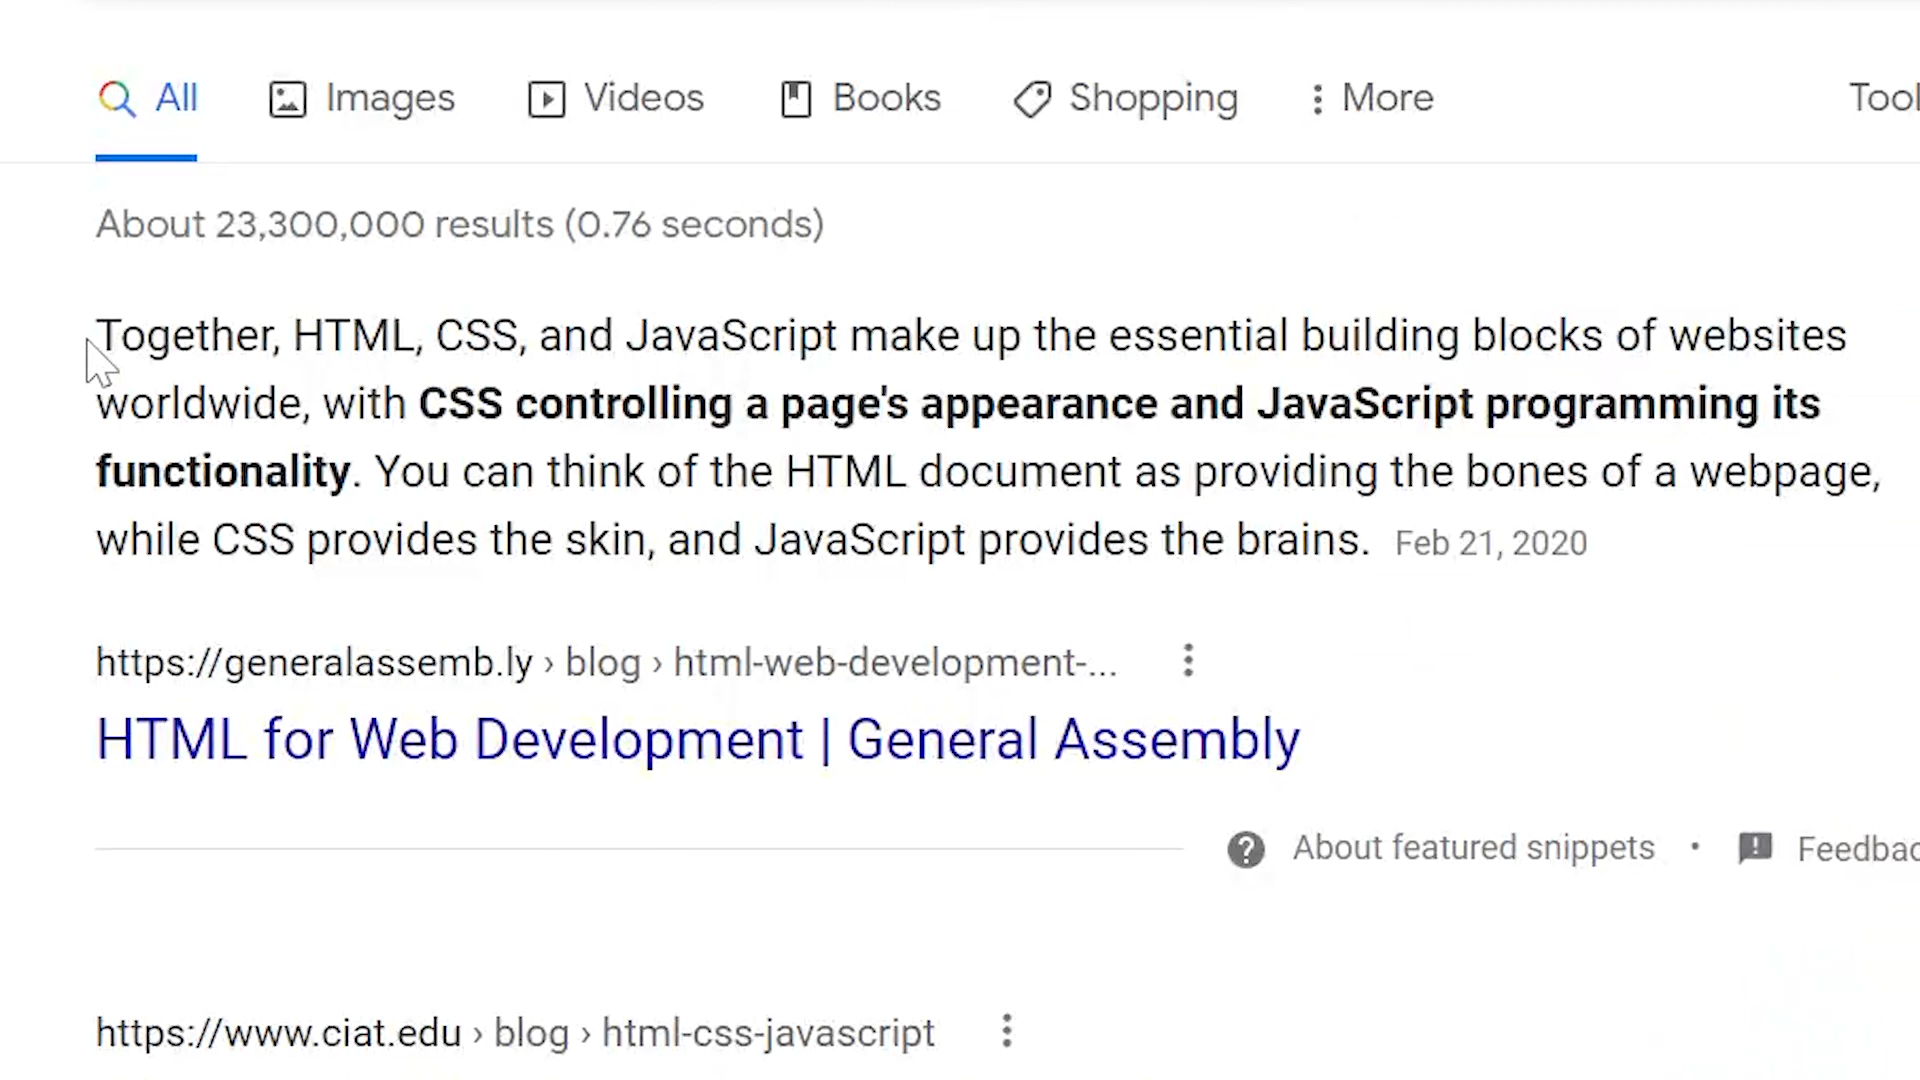 All Images Videos Books Shopping More Tool
About 23,300,000 results (0.76 seconds)
Together, HTML, CSS, and JavaScript make up the essential building blocks of websites
worldwide, with CSS controlling a page's appearance and JavaScript programming its
functionality. You can think of the HTML document as providing the bones of a webpage,
while CSS provides the skin, and JavaScript provides the brains. Feb 21, 2020
https://generalassemb.ly › blog › html-web-development-...
HTML for Web Development | General Assembly
About featured snippets • Feedbac
https://www.ciat.edu › blog › html-css-javascript